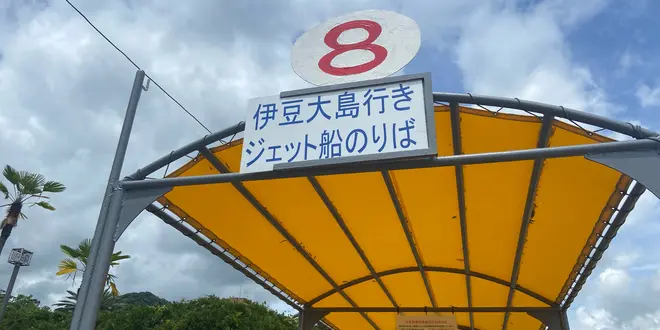 8
伊豆大島行き
ジェット船のりば